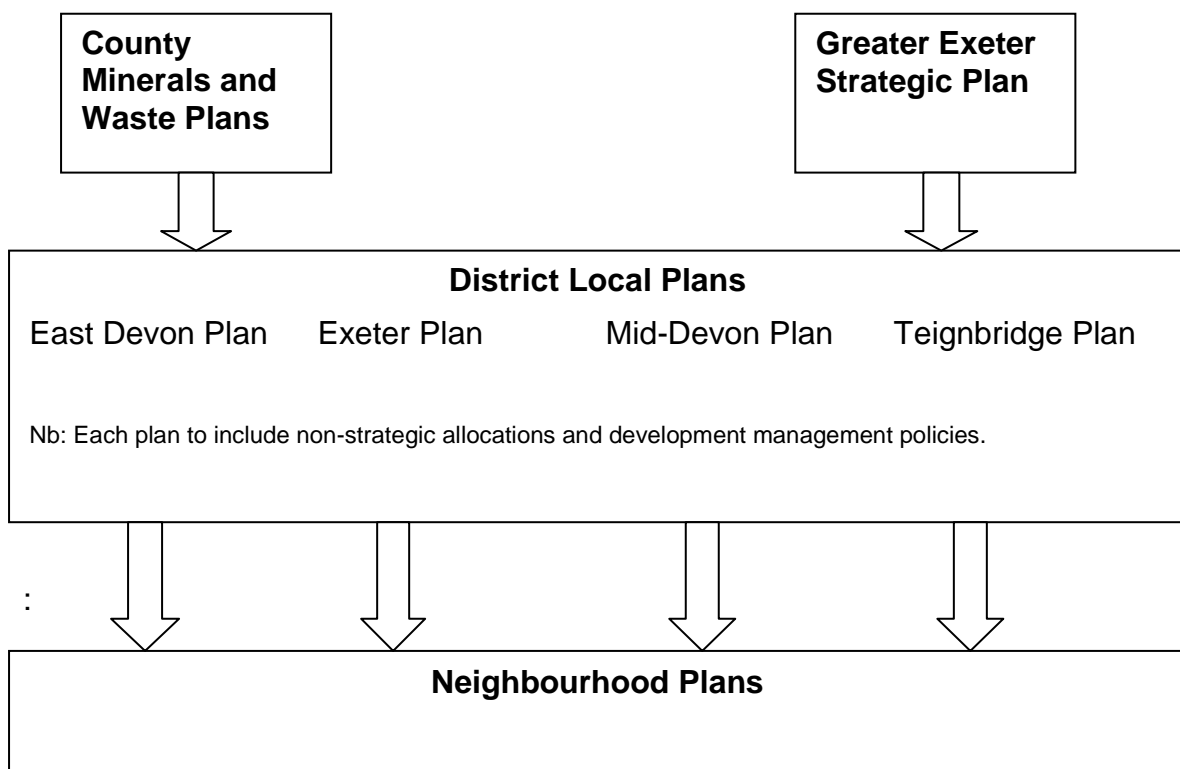 County
Minerals and
Waste Plans
Greater Exeter
Strategic Plan
District Local Plans
East Devon Plan Exeter Plan Mid-Devon Plan Teignbridge Plan
Nb: Each plan to include non-strategic allocations and development management policies.
:
Neighbourhood Plans